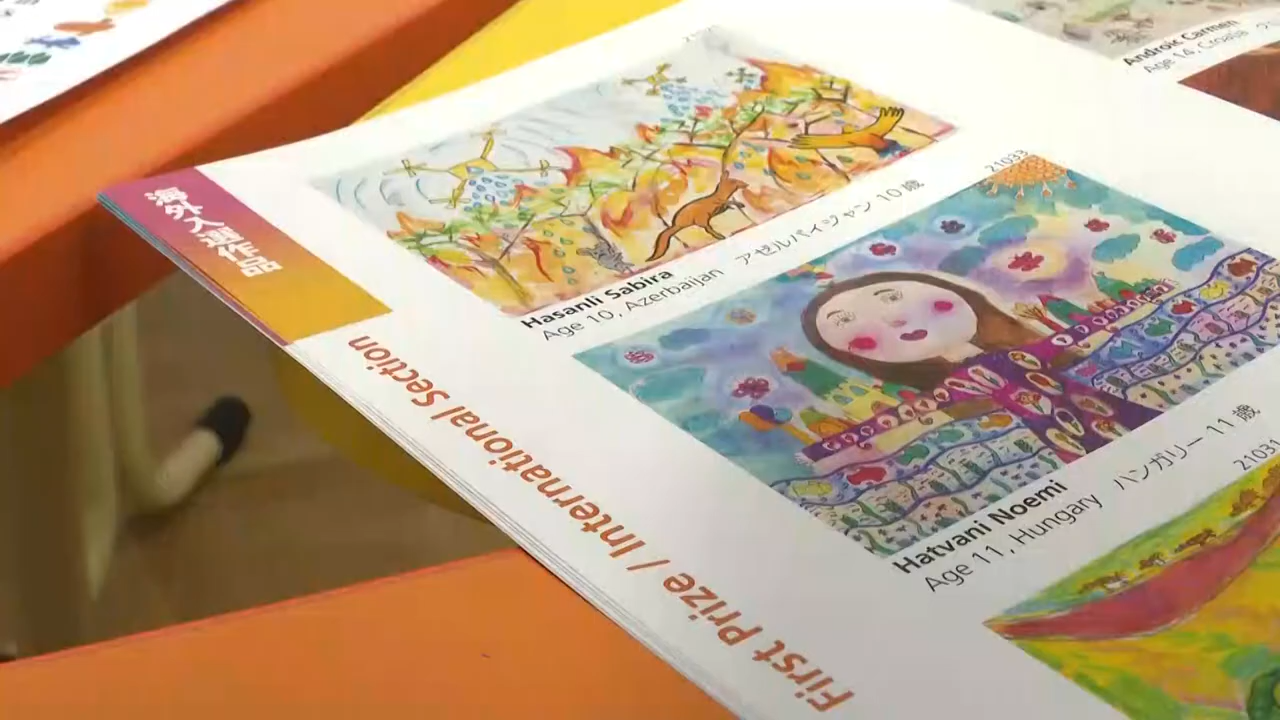 海外入選作品
First Prize / International Section
Hasanli Sabira
Age 10, Azerbaijan アゼルバイジャン 10 歳
21033
Hatvani Noemi
Age 11, Hungary ハンガリー 11 歳
21031
Androic Carmen
Age 14, Croatia